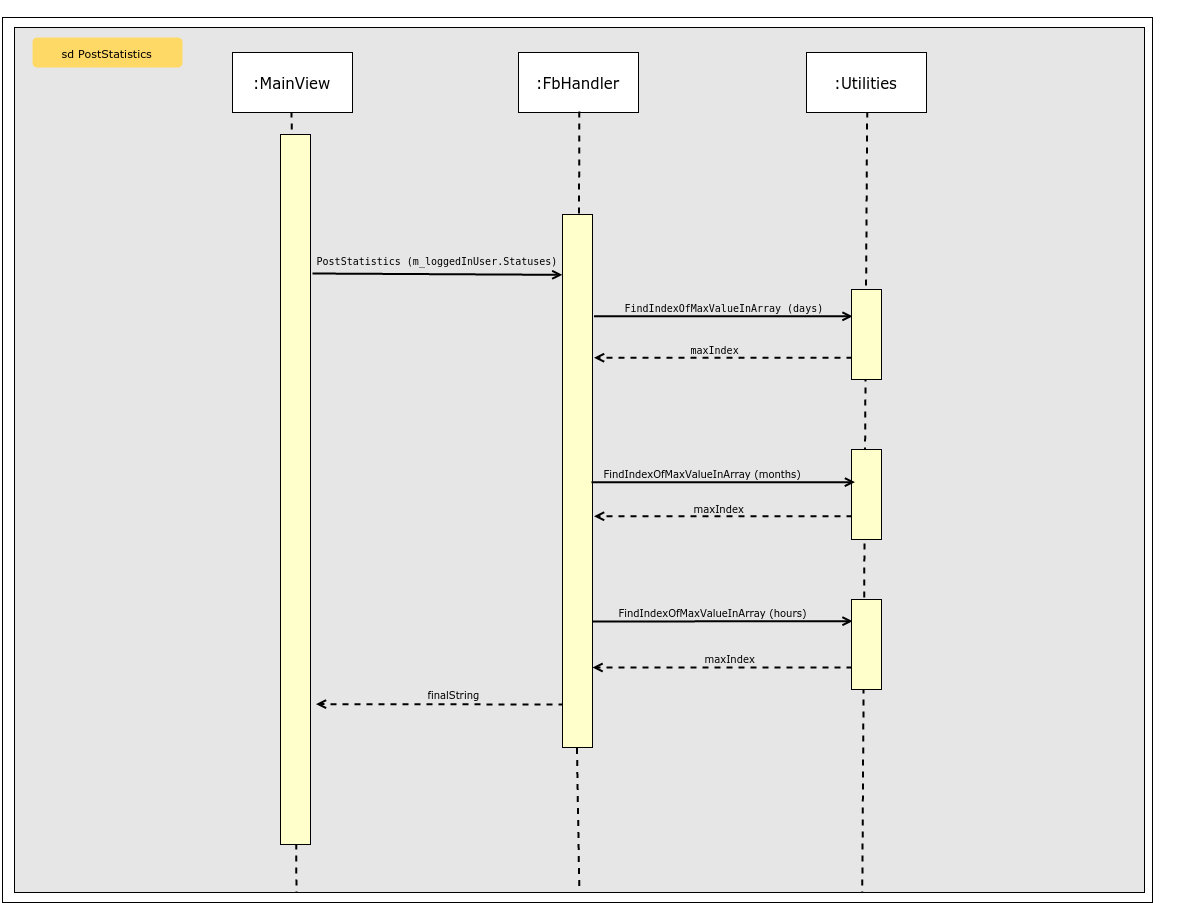 sd PostStatistics
:MainView
:FbHandler
:Utilities
PostStatistics (m_loggedInUser.Statuses)
FindIndexOfMaxValueInArray (days)
maxIndex
FindIndexOfMaxValueInArray (months)
maxIndex
FindIndexOfMaxValueInArray (hours)
maxIndex
finalString